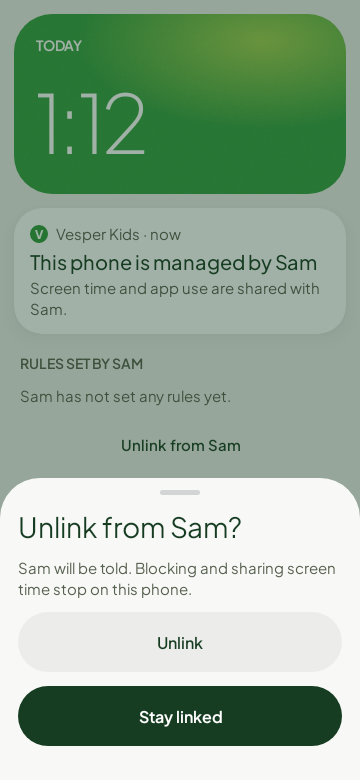 TODAY
1:12
V
Vesper Kids · now
This phone is managed by Sam
Screen time and app use are shared with
Sam.
RULES SET BY SAM
Sam has not set any rules yet.
Unlink from Sam
Unlink from Sam?
Sam will be told. Blocking and sharing screen
time stop on this phone.
Unlink
Stay linked